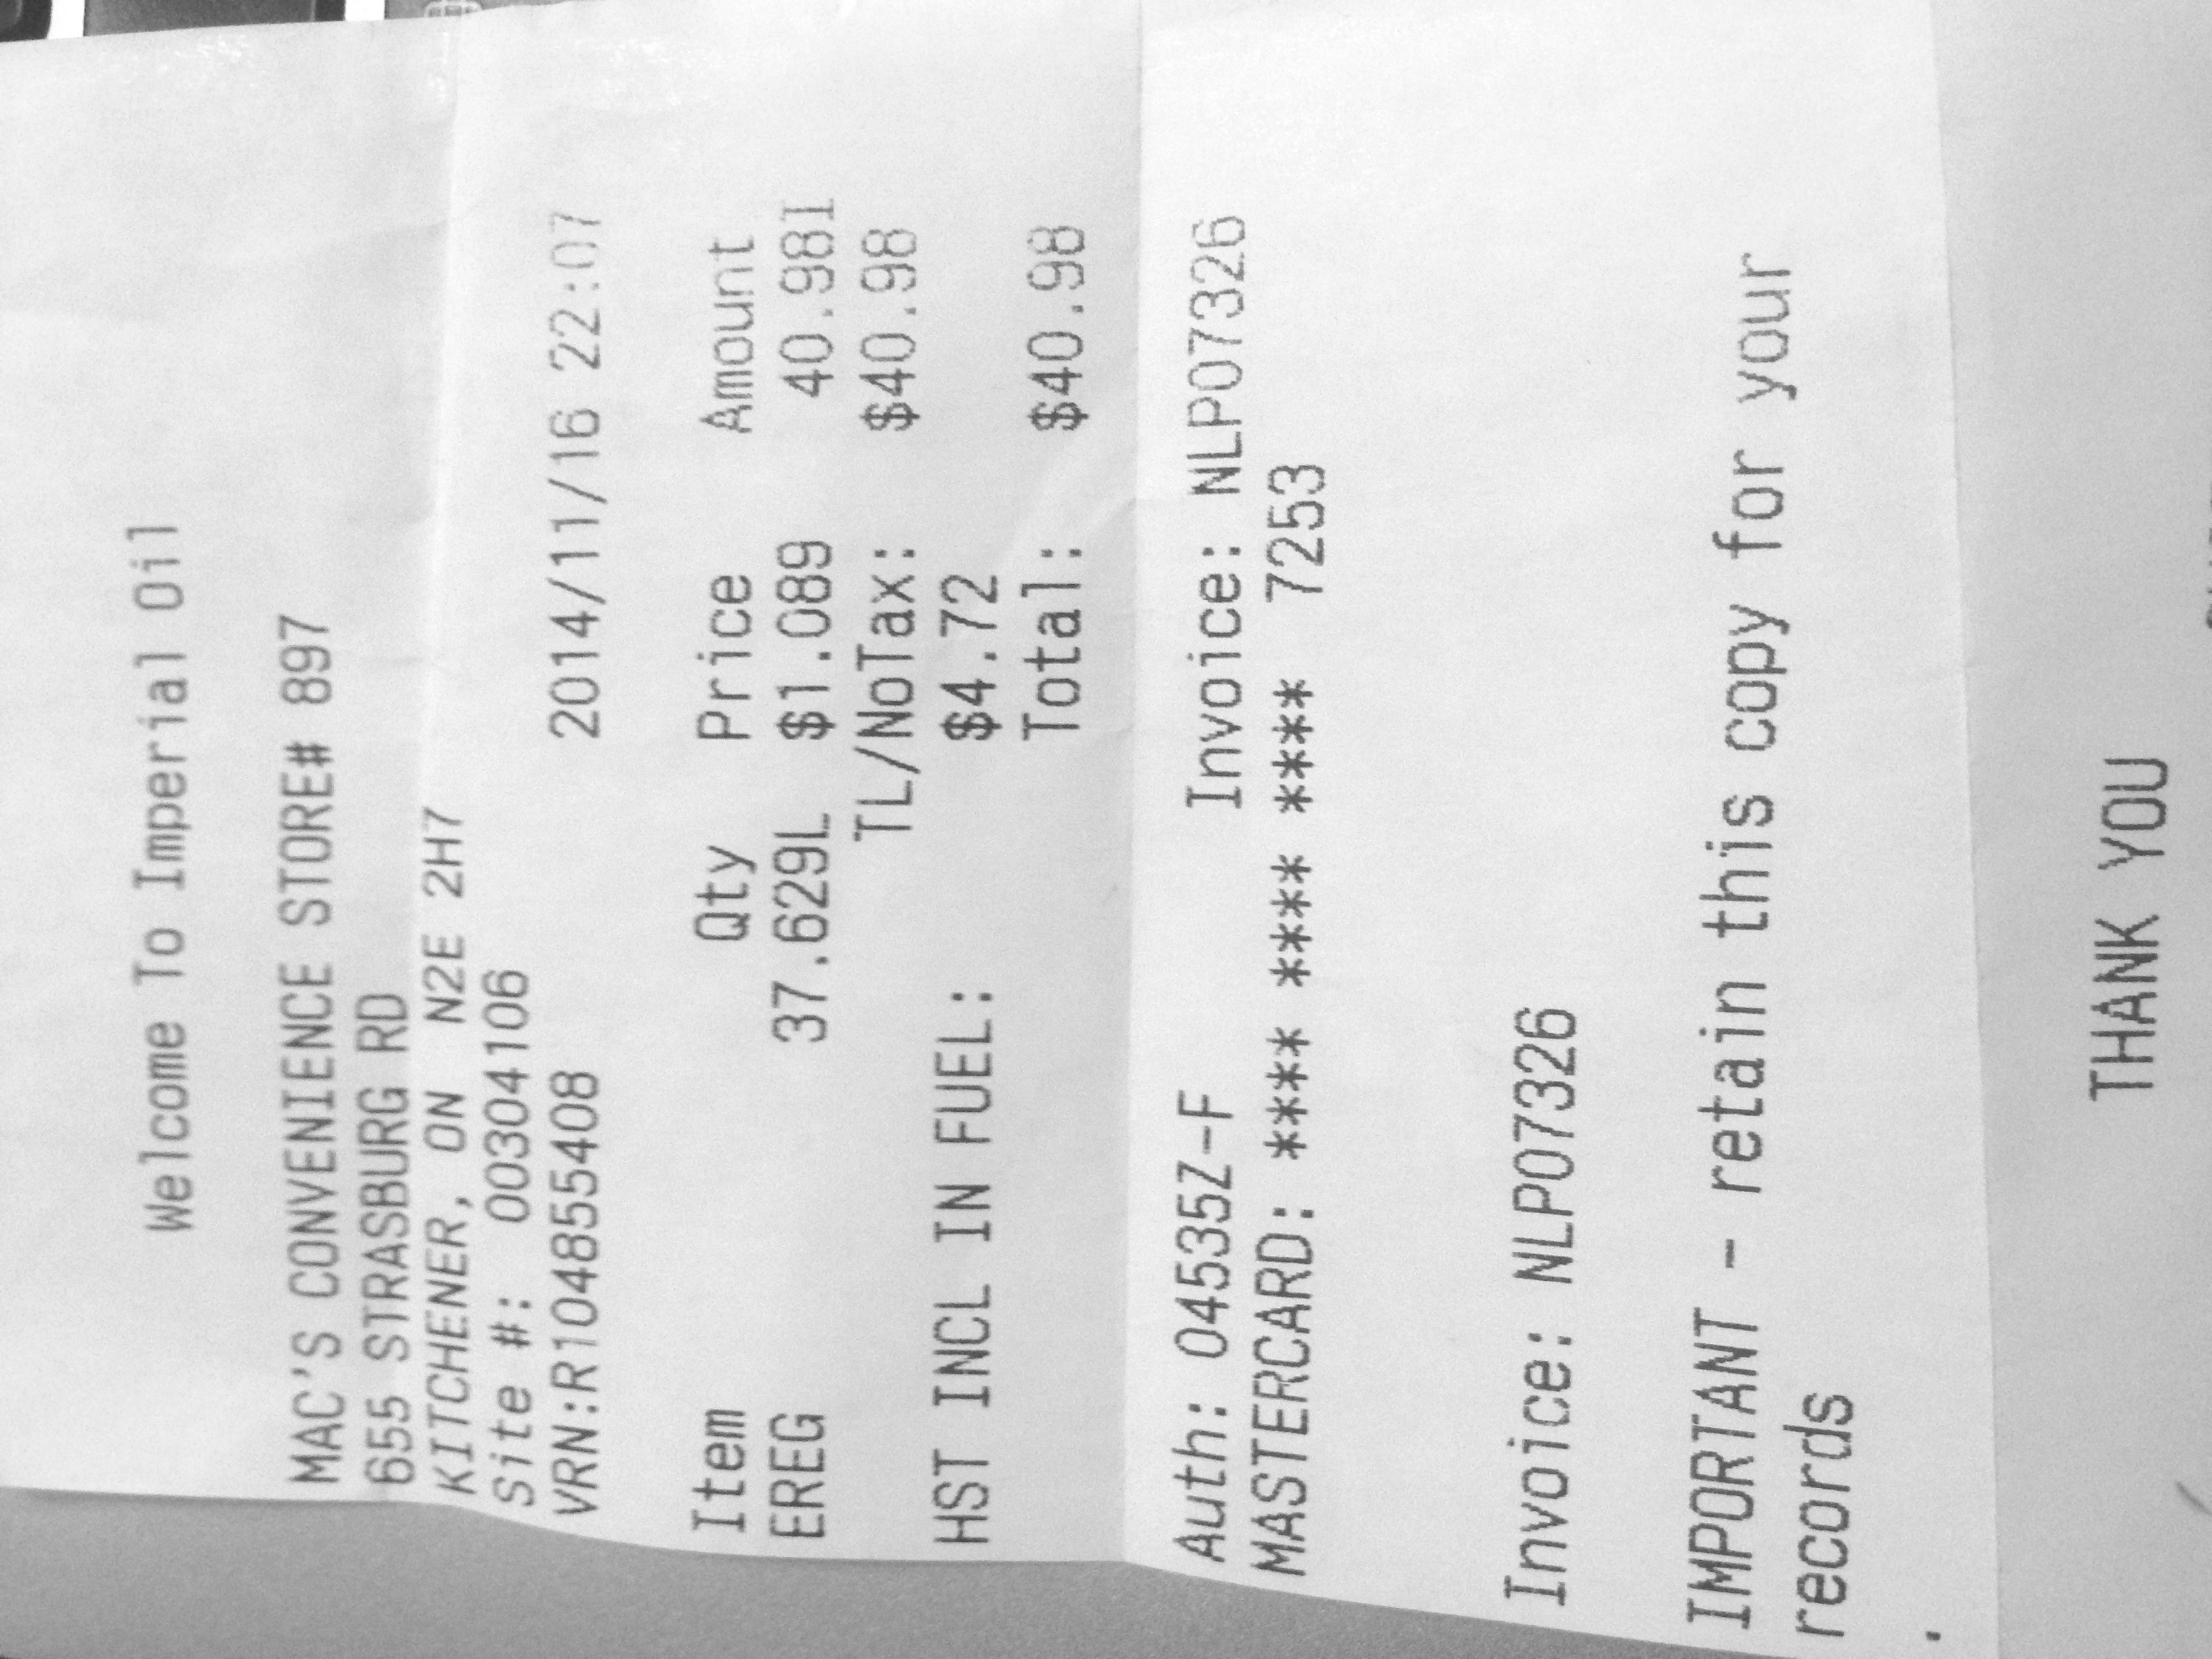 Welcome To Imperial Oil
MAC'S CONVENIENCE STORE# 897
655 STRASBURG RD
KITCHENER, ON N2E 2H7
Site #: 00304106
VRN:R104855408 2014/11/16 22:07
Item Qty Price Amount
EREG 37.629L $1.089 40.98I
TL/NoTax: $40.98
HST INCL IN FUEL: $4.72
Total: $40.98
Auth: 04535Z-F Invoice: NLP07326
MASTERCARD: **** **** **** 7253
Invoice: NLP07326
IMPORTANT - retain this copy for your
records
.
THANK YOU